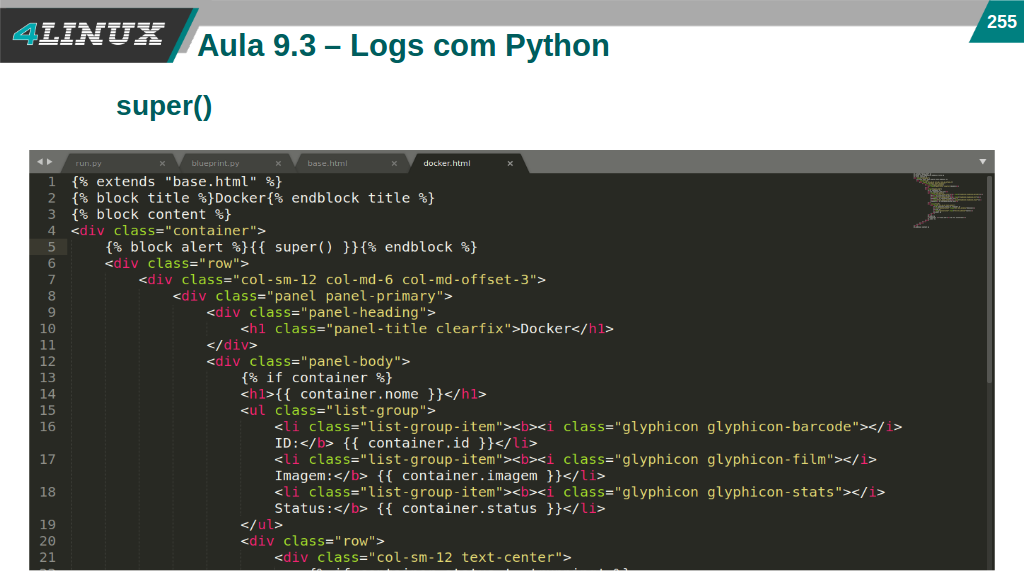 4LINUX
255
Aula 9.3 – Logs com Python
super()
run.py × blueprint.py × base.html × docker.html ×
1 {% extends "base.html" %}
2 {% block title %}Docker{% endblock title %}
3 {% block content %}
4 <div class="container">
5 {% block alert %}{{ super() }}{% endblock %}
6 <div class="row">
7 <div class="col-sm-12 col-md-6 col-md-offset-3">
8 <div class="panel panel-primary">
9 <div class="panel-heading">
10 <h1 class="panel-title clearfix">Docker</h1>
11 </div>
12 <div class="panel-body">
13 {% if container %}
14 <h1>{{ container.nome }}</h1>
15 <ul class="list-group">
16 <li class="list-group-item"><b><i class="glyphicon glyphicon-barcode"></i>
ID:</b> {{ container.id }}</li>
17 <li class="list-group-item"><b><i class="glyphicon glyphicon-film"></i>
Imagem:</b> {{ container.imagem }}</li>
18 <li class="list-group-item"><b><i class="glyphicon glyphicon-stats"></i>
Status:</b> {{ container.status }}</li>
19 </ul>
20 <div class="row">
21 <div class="col-sm-12 text-center">